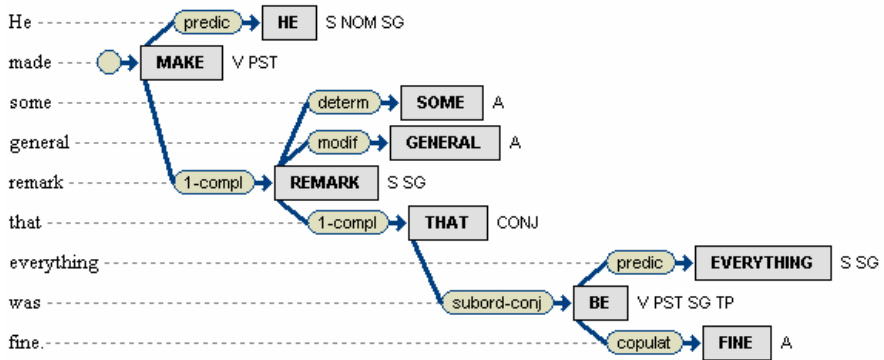 He predic HE S NOM SG
made MAKE V PST
some determ SOME A
general modif GENERAL A
remark 1-compl REMARK S SG
that 1-compl THAT CONJ
everything predic EVERYTHING S SG
was subord-conj BE V PST SG TP
fine. copulat FINE A